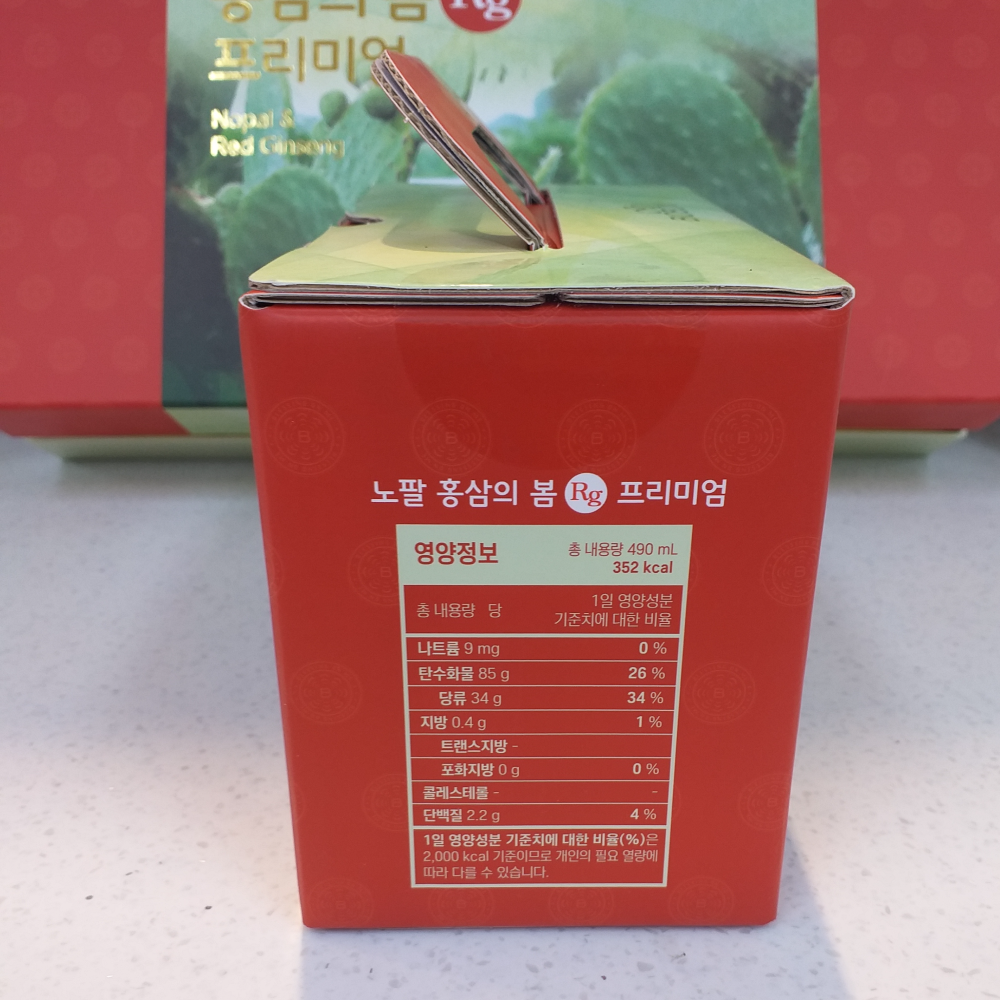 홍삼의 봄 Rg
프리미엄
Nopal &
Red Ginseng
노팔 홍삼의 봄 Rg 프리미엄
영양정보 총 내용량 490 mL
352 kcal
총 내용량 당 1일 영양성분
기준치에 대한 비율
나트륨 9 mg 0 %
탄수화물 85 g 26 %
당류 34 g 34 %
지방 0.4 g 1 %
트랜스지방 -
포화지방 0 g 0 %
콜레스테롤 - -
단백질 2.2 g 4 %
1일 영양성분 기준치에 대한 비율(%)은
2,000 kcal 기준이므로 개인의 필요 열량에
따라 다를 수 있습니다.